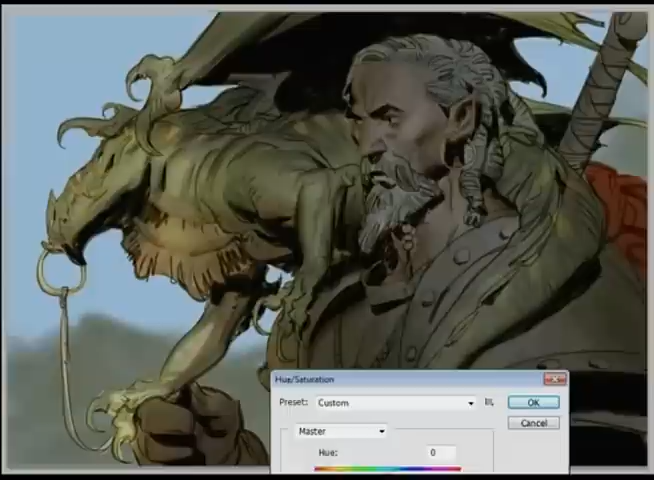 Hue/Saturation
Preset: Custom
OK
Cancel
Master
Hue: 0